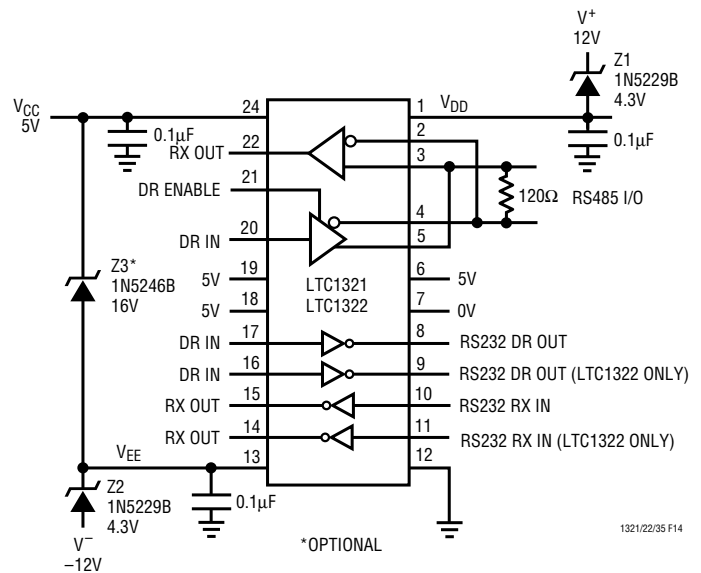 V+
12V
Z1
1N5229B
4.3V
VCC
5V
24
1
VDD
0.1µF
0.1µF
2
RX OUT
22
3
21
DR ENABLE
120Ω
RS485 I/O
4
DR IN
20
5
Z3*
1N5246B
16V
5V
19
LTC1321
LTC1322
6
5V
5V
18
7
0V
DR IN
17
8
RS232 DR OUT
DR IN
16
9
RS232 DR OUT (LTC1322 ONLY)
RX OUT
15
10
RS232 RX IN
RX OUT
14
11
RS232 RX IN (LTC1322 ONLY)
VEE
13
12
Z2
1N5229B
4.3V
0.1µF
V−
−12V
*OPTIONAL
1321/22/35 F14